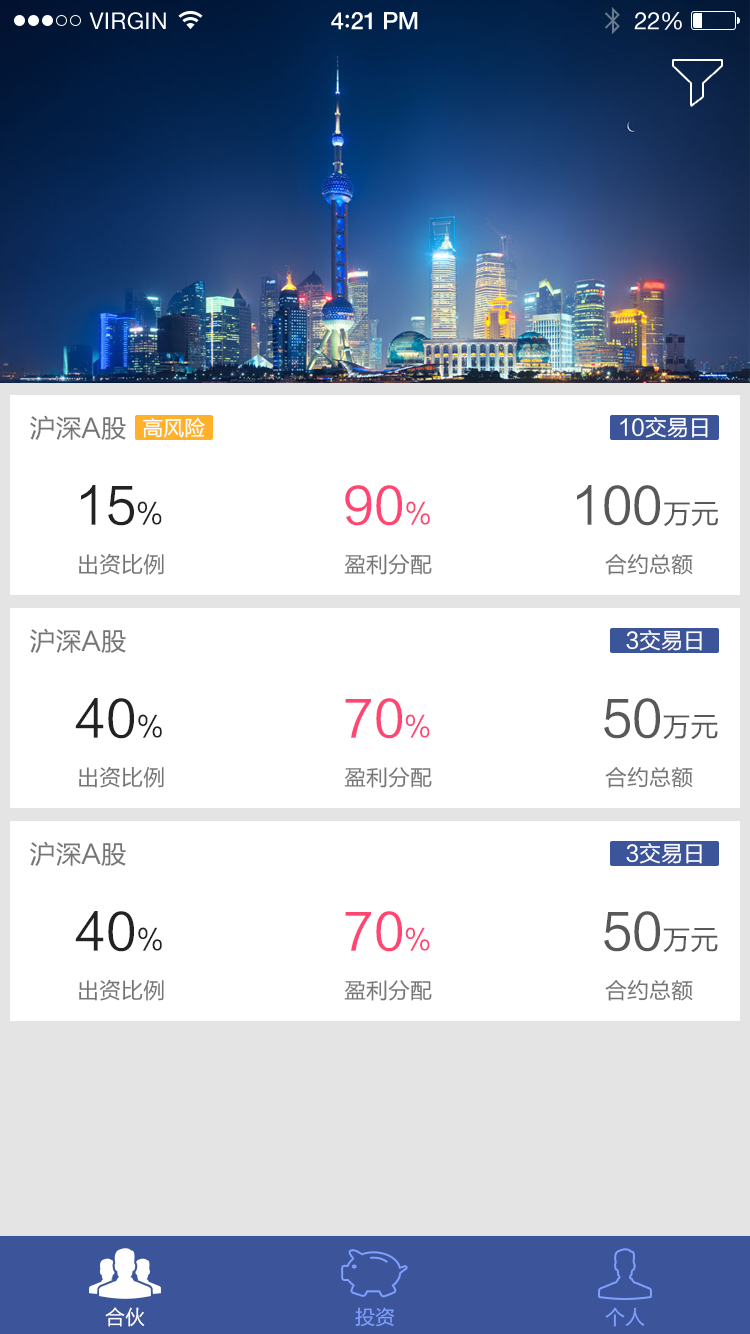 VIRGIN 4:21 PM 22%
沪深A股 高风险 10交易日
15% 90% 100万元
出资比例 盈利分配 合约总额
沪深A股 3交易日
40% 70% 50万元
出资比例 盈利分配 合约总额
沪深A股 3交易日
40% 70% 50万元
出资比例 盈利分配 合约总额
合伙 投资 个人